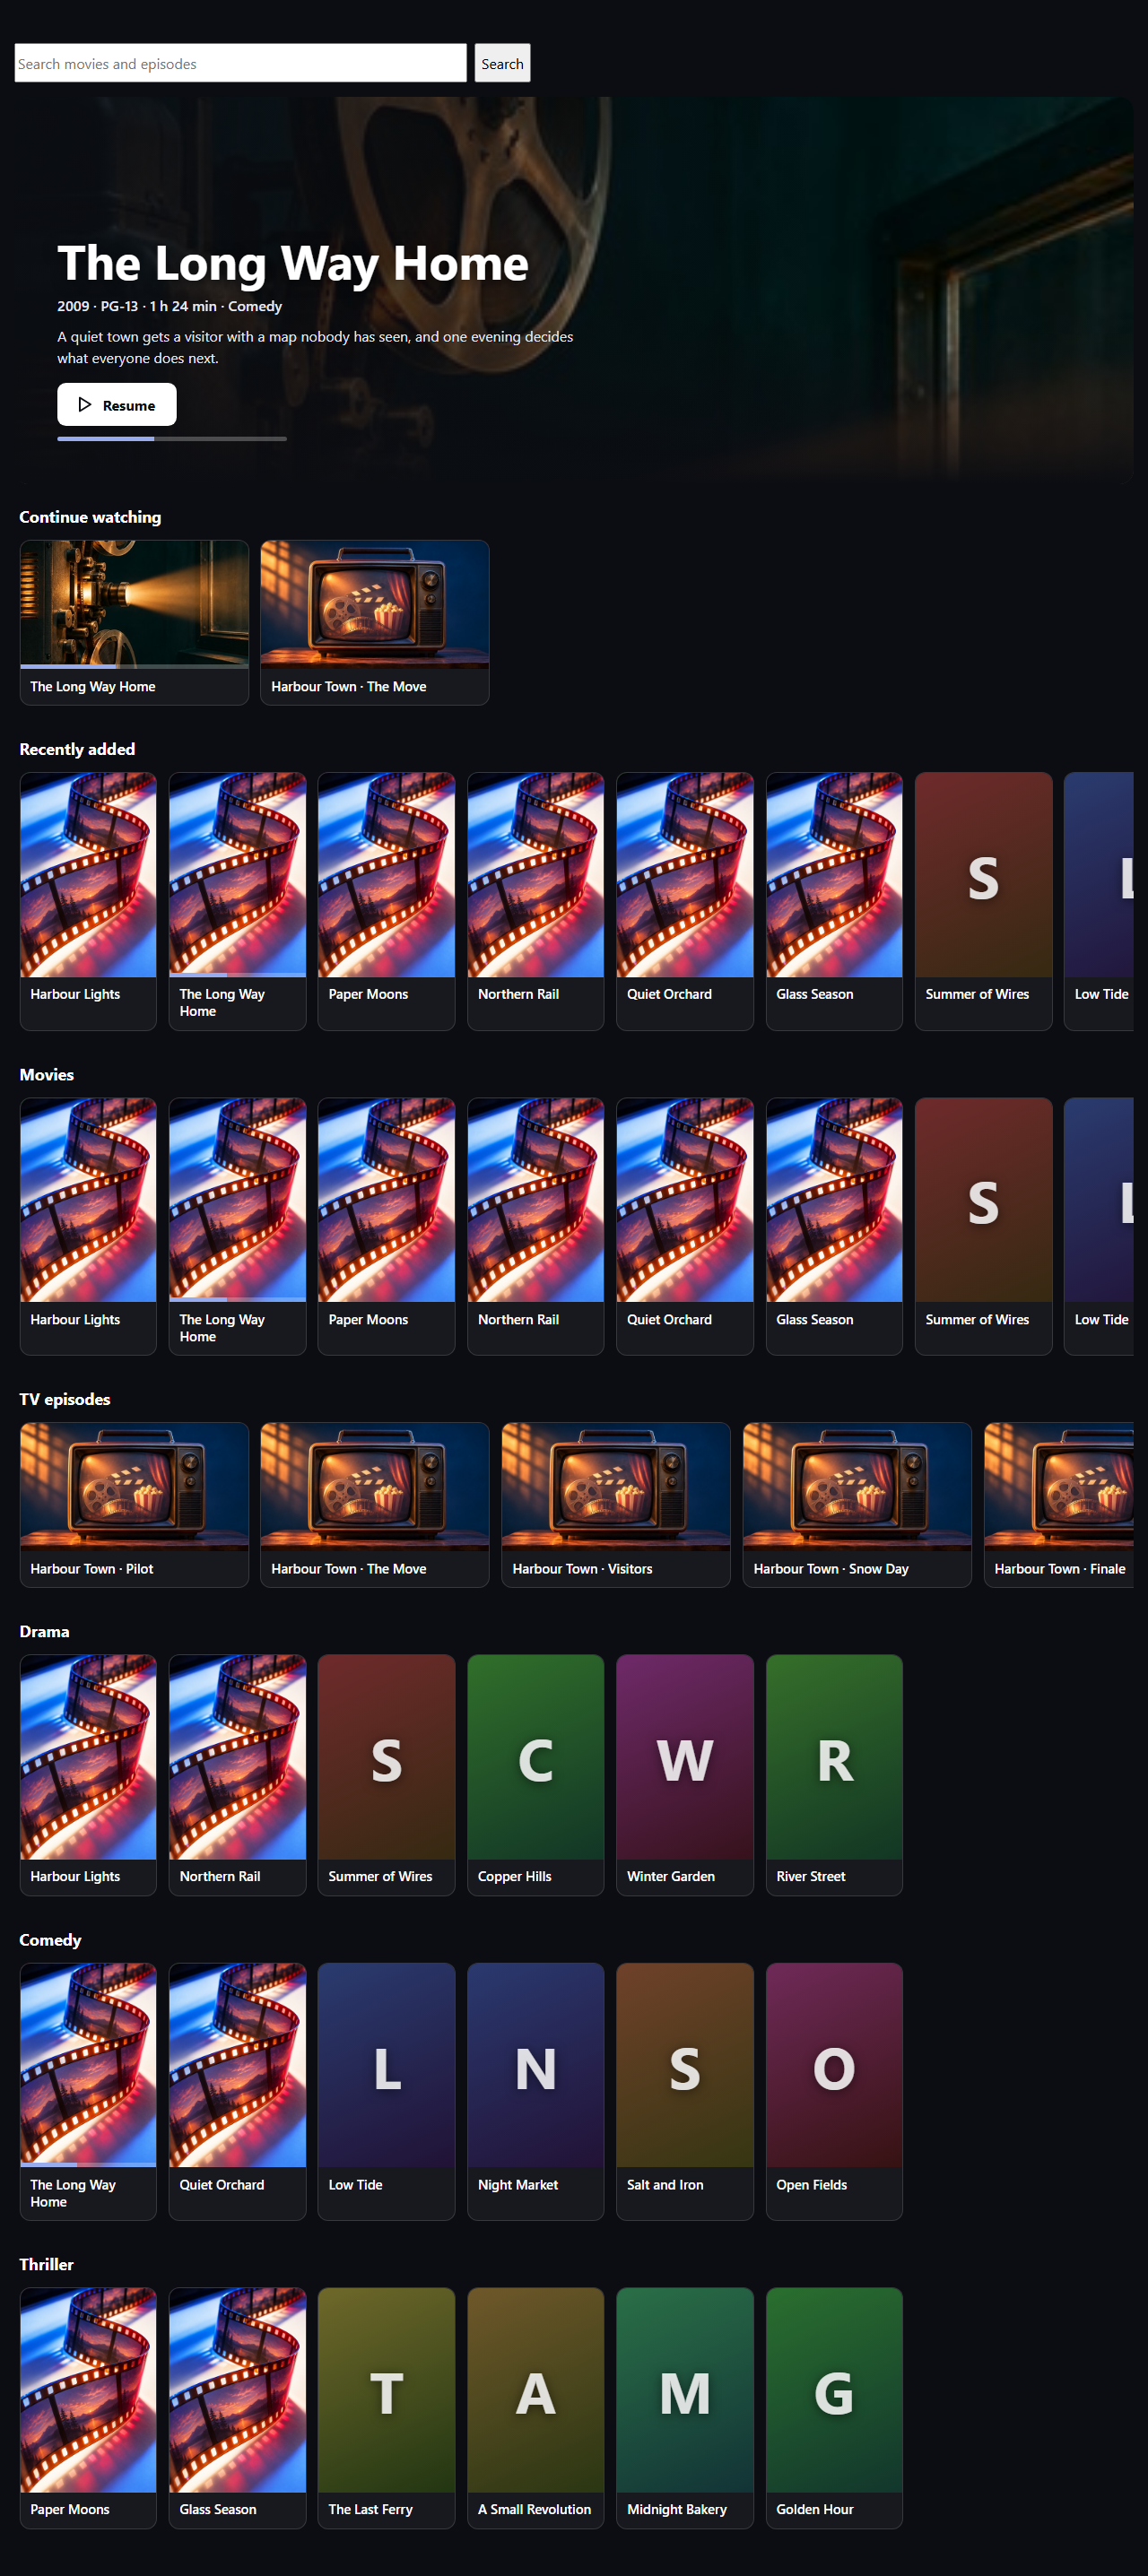 Search movies and episodes
Search
The Long Way Home
2009 · PG-13 · 1 h 24 min · Comedy
A quiet town gets a visitor with a map nobody has seen, and one evening decides
what everyone does next.
Resume
Continue watching
The Long Way Home
Harbour Town · The Move
Recently added
S
L
Harbour Lights
The Long Way
Home
Paper Moons
Northern Rail
Quiet Orchard
Glass Season
Summer of Wires
Low Tide
Movies
S
L
Harbour Lights
The Long Way
Home
Paper Moons
Northern Rail
Quiet Orchard
Glass Season
Summer of Wires
Low Tide
TV episodes
Harbour Town · Pilot
Harbour Town · The Move
Harbour Town · Visitors
Harbour Town · Snow Day
Harbour Town · Finale
Drama
S
C
W
R
Harbour Lights
Northern Rail
Summer of Wires
Copper Hills
Winter Garden
River Street
Comedy
L
N
S
O
The Long Way
Home
Quiet Orchard
Low Tide
Night Market
Salt and Iron
Open Fields
Thriller
T
A
M
G
Paper Moons
Glass Season
The Last Ferry
A Small Revolution
Midnight Bakery
Golden Hour